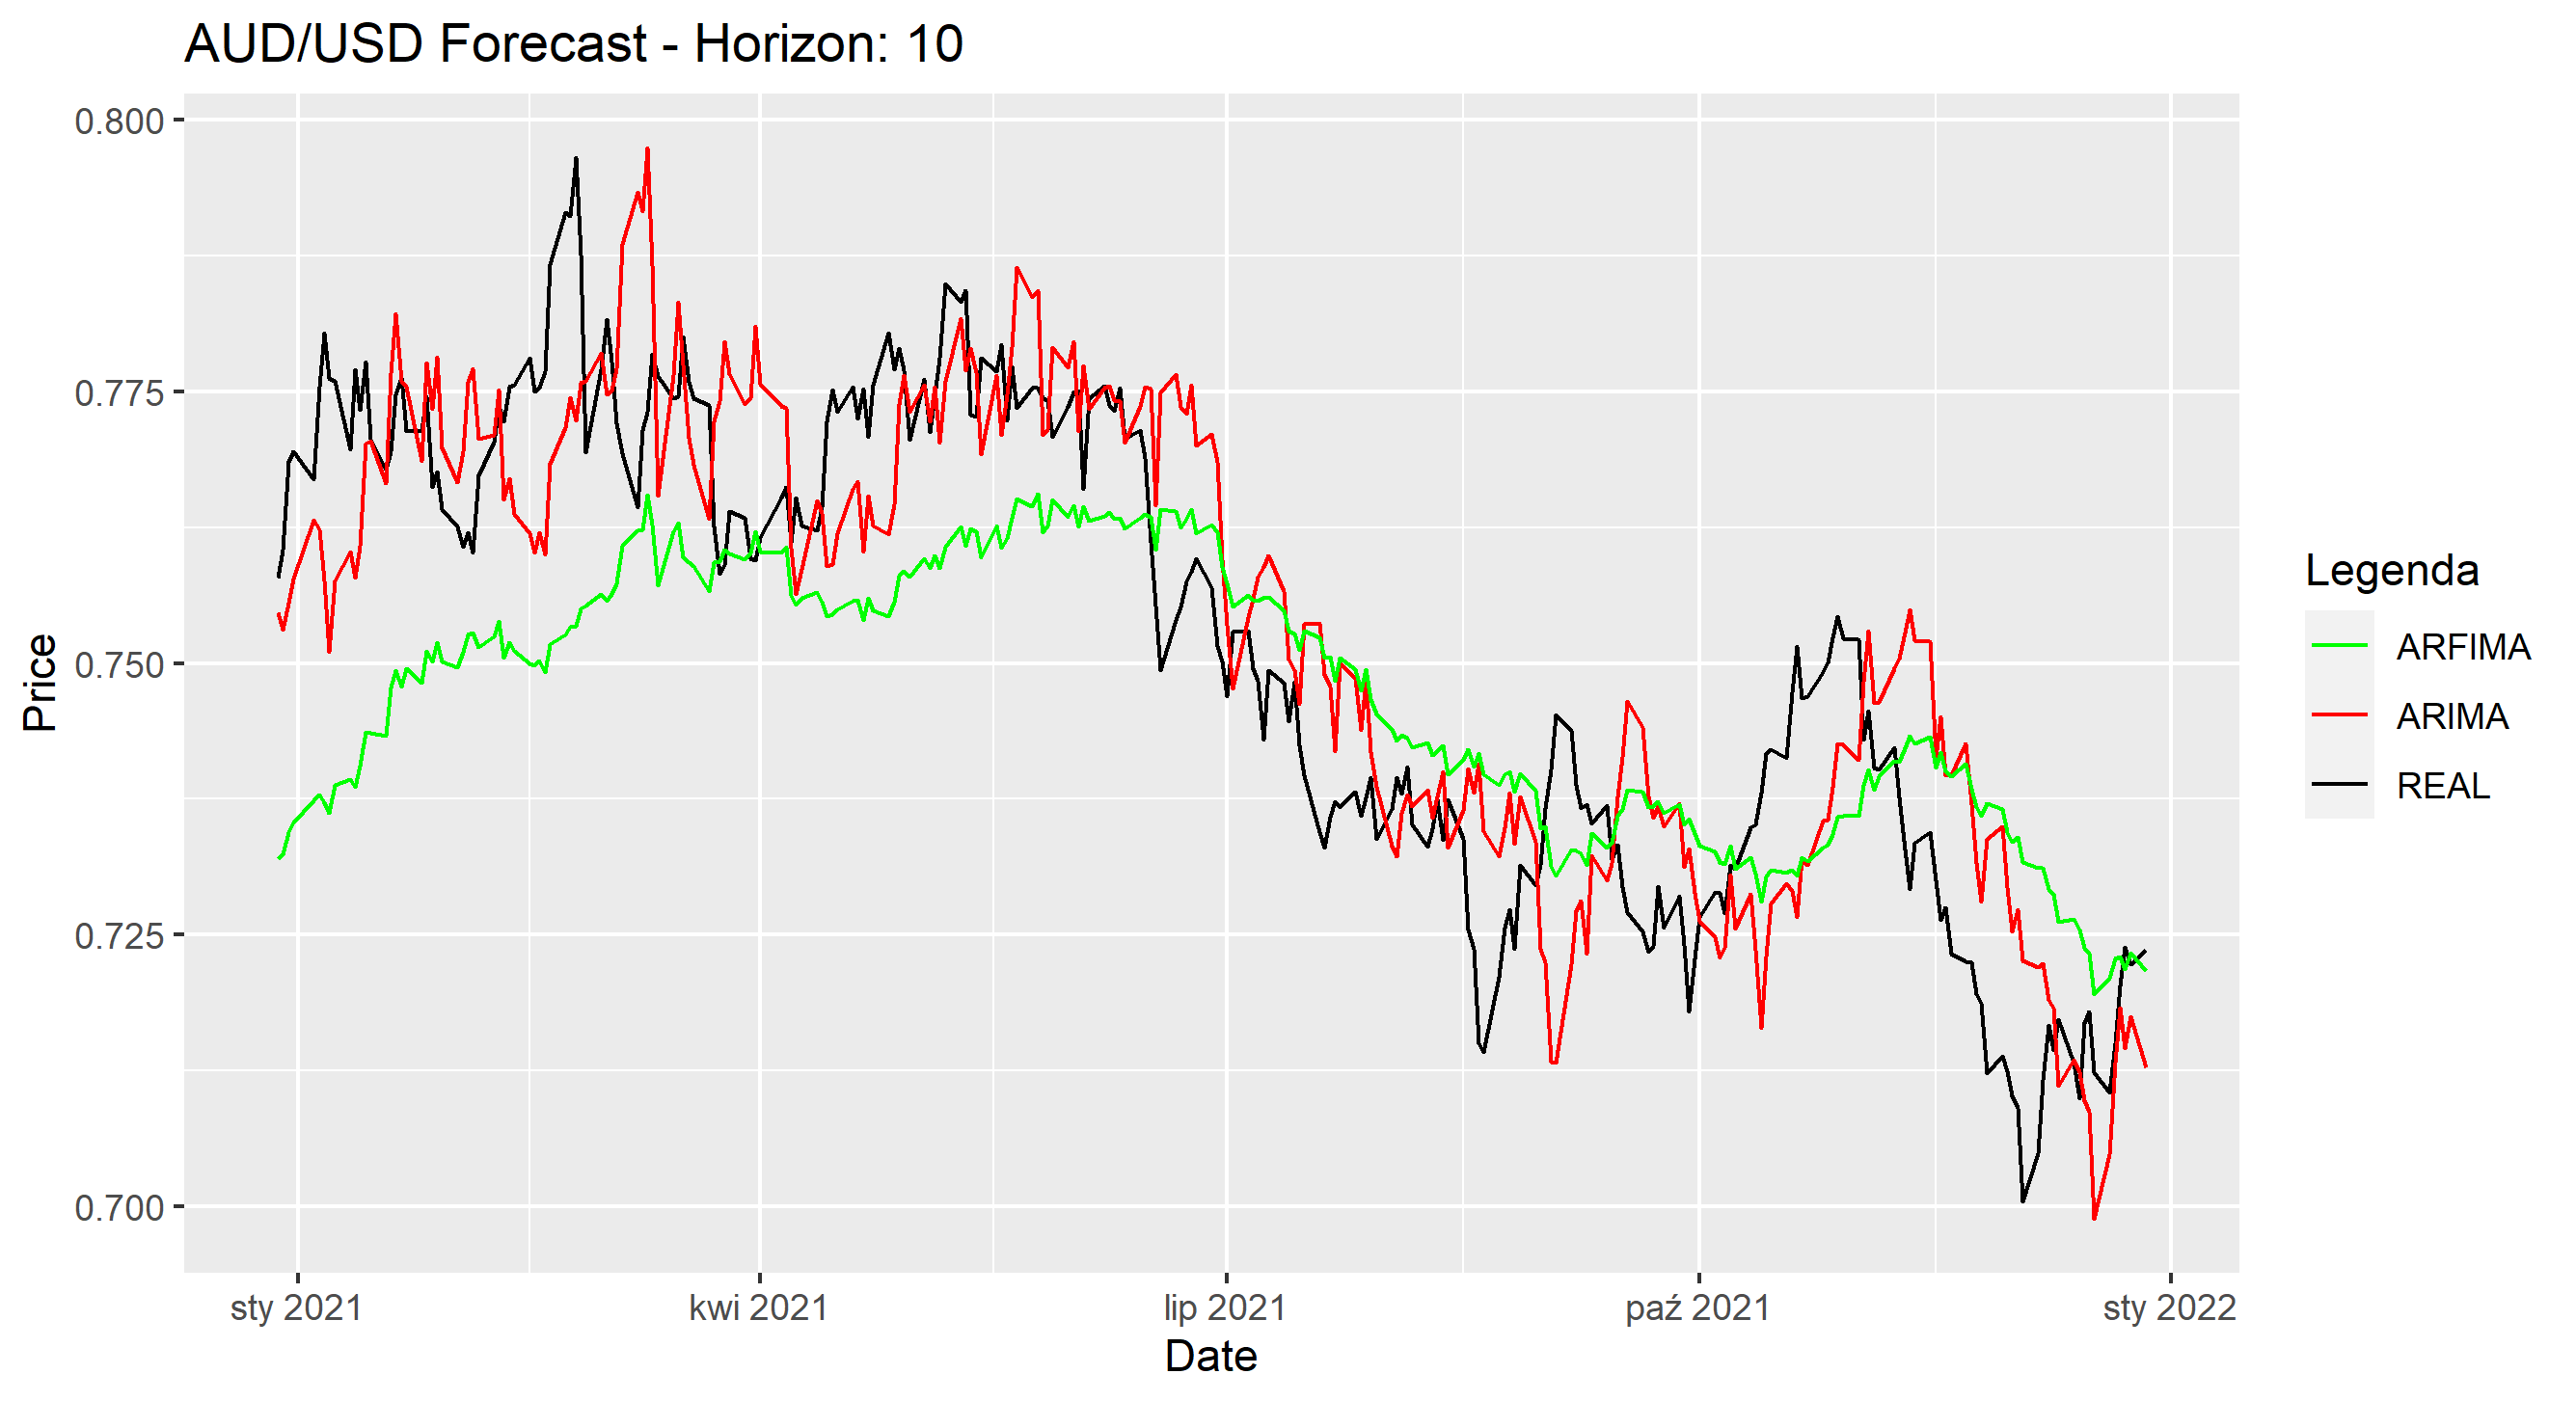 AUD/USD Forecast - Horizon: 10
Price
0.800
0.775
0.750
0.725
0.700
sty 2021
kwi 2021
lip 2021
paź 2021
sty 2022
Date
Legenda
ARFIMA
ARIMA
REAL